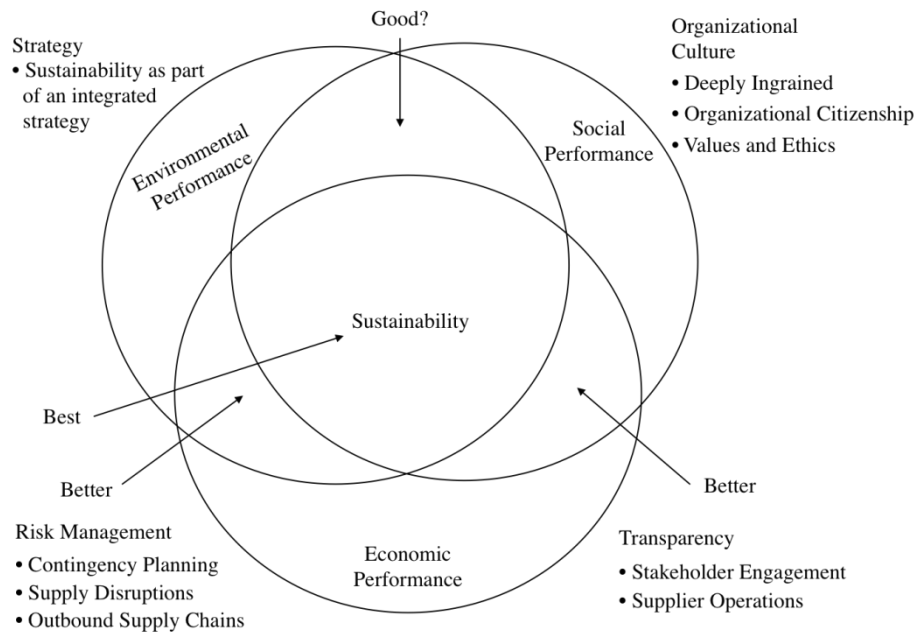 Good?
Strategy
• Sustainability as part
of an integrated
strategy
Organizational
Culture
• Deeply Ingrained
• Organizational Citizenship
• Values and Ethics
Environmental
Performance
Social
Performance
Sustainability
Best
Better
Better
Risk Management
• Contingency Planning
• Supply Disruptions
• Outbound Supply Chains
Economic
Performance
Transparency
• Stakeholder Engagement
• Supplier Operations